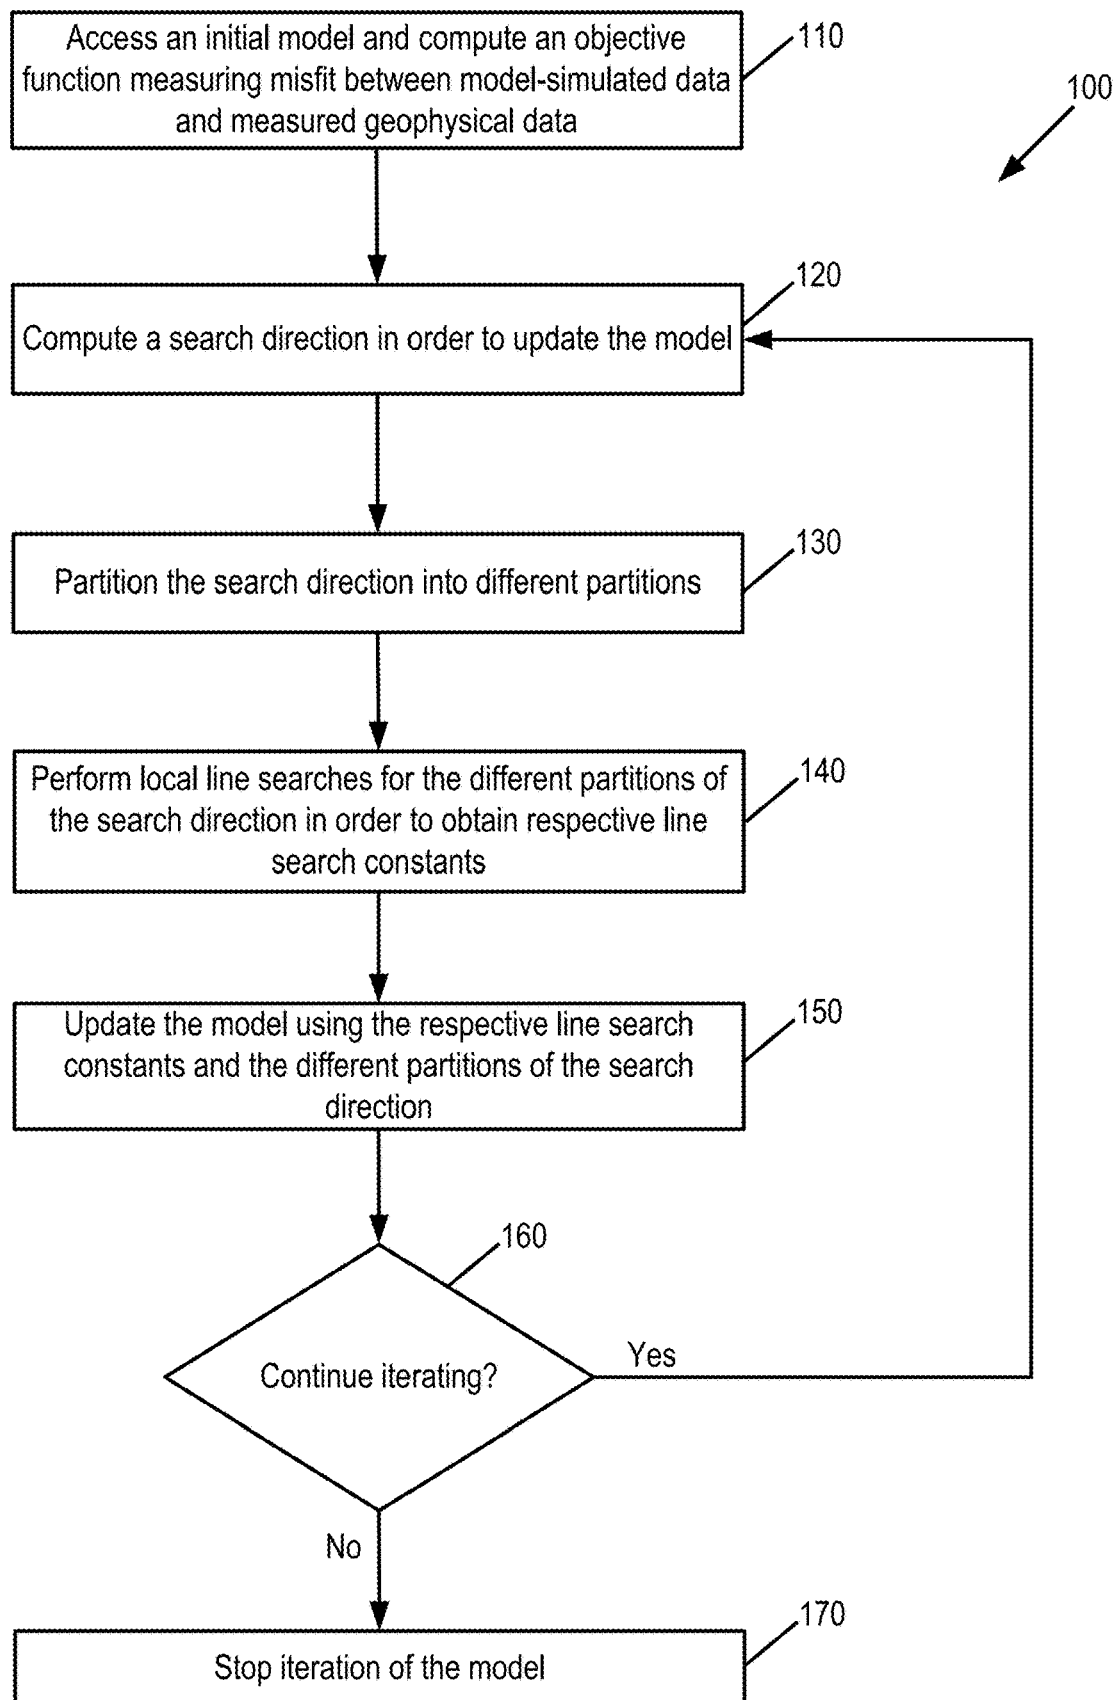 Access an initial model and compute an objective
function measuring misfit between model-simulated data
and measured geophysical data
110
100
120
Compute a search direction in order to update the model
130
Partition the search direction into different partitions
140
Perform local line searches for the different partitions of
the search direction in order to obtain respective line
search constants
150
Update the model using the respective line search
constants and the different partitions of the search
direction
160
Continue iterating?
Yes
No
170
Stop iteration of the model